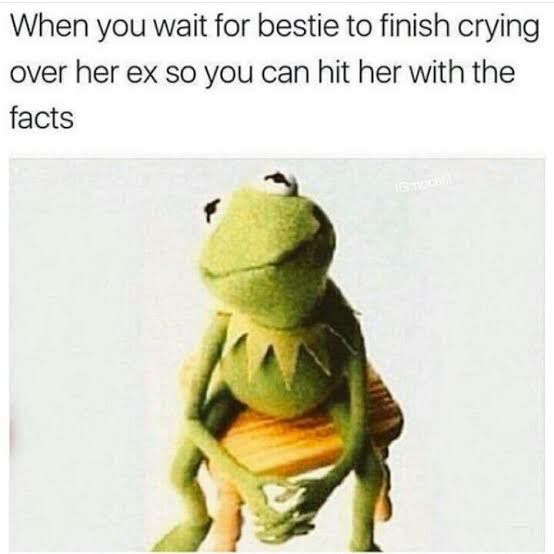 When you wait for bestie to finish crying
over her ex so you can hit her with the
facts